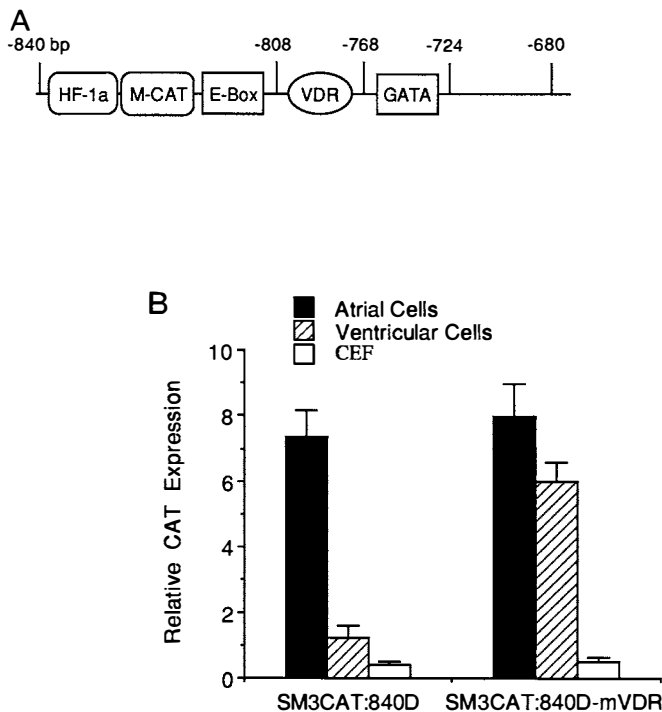 A
-840 bp -808 -768 -724 -680
HF-1a M-CAT E-Box VDR GATA
B
Atrial Cells
Ventricular Cells
CEF
Relative CAT Expression
10
8
6
4
2
0
SM3CAT:840D SM3CAT:840D-mVDR